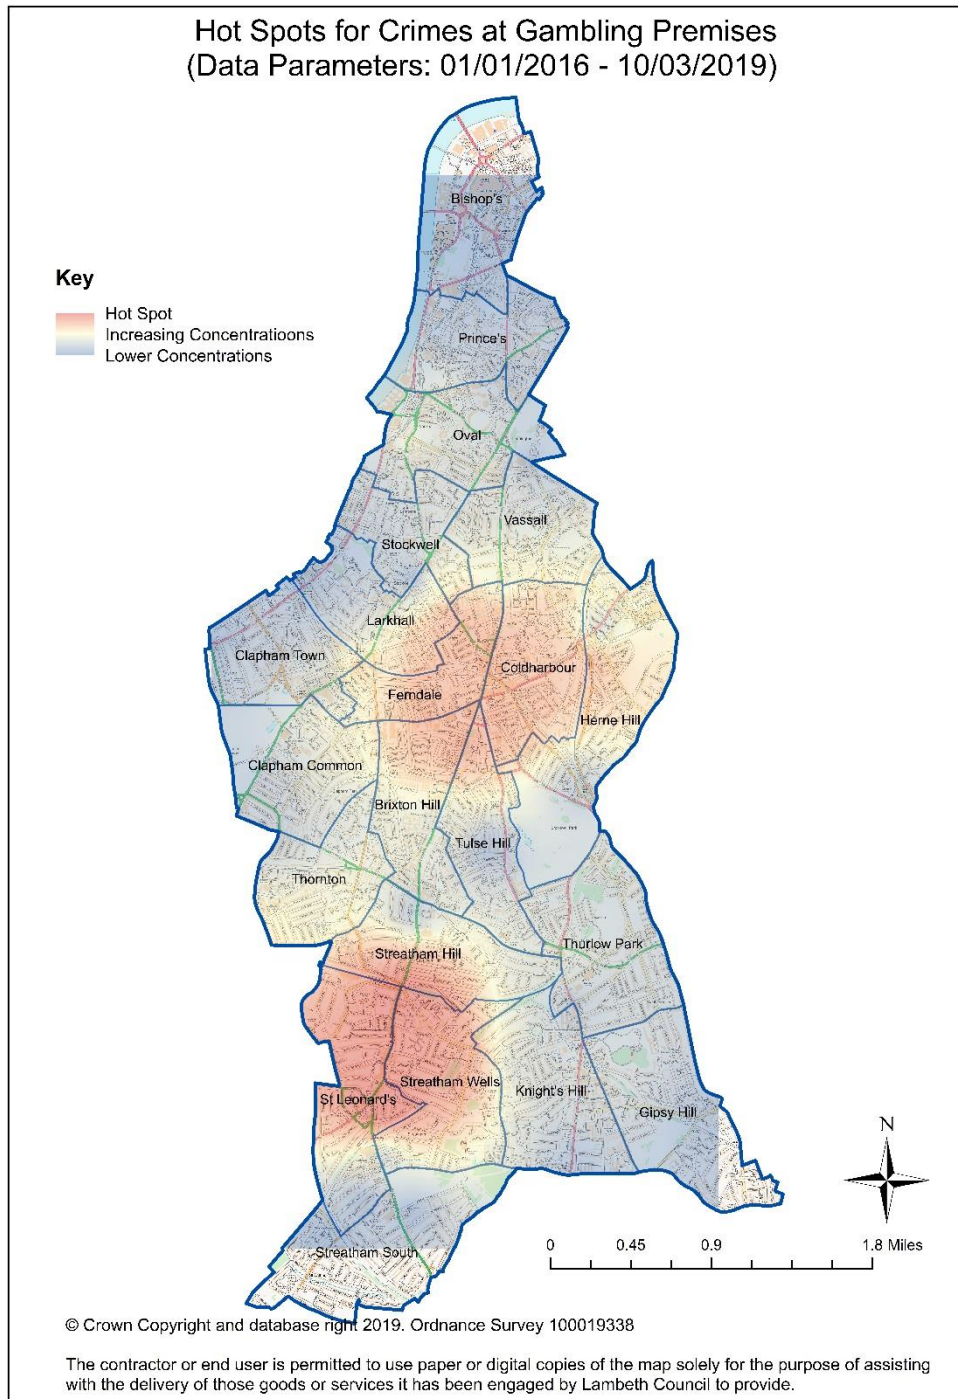 Hot Spots for Crimes at Gambling Premises
(Data Parameters: 01/01/2016 - 10/03/2019)
Bishop's
Key
Hot Spot
Increasing Concentratioons
Lower Concentrations
Prince's
Oval
Vassall
Stockwell
Larkhall
Clapham Town
Coldharbour
Ferndale
Herne Hill
Clapham Common
Brixton Hill
Tulse Hill
Thornton
Thurlow Park
Streatham Hill
Streatham Wells
St Leonard's
Knight's Hill
Gipsy Hill
N
Streatham South
0 0.45 0.9 1.8 Miles
© Crown Copyright and database right 2019. Ordnance Survey 100019338
The contractor or end user is permitted to use paper or digital copies of the map solely for the purpose of assisting
with the delivery of those goods or services it has been engaged by Lambeth Council to provide.